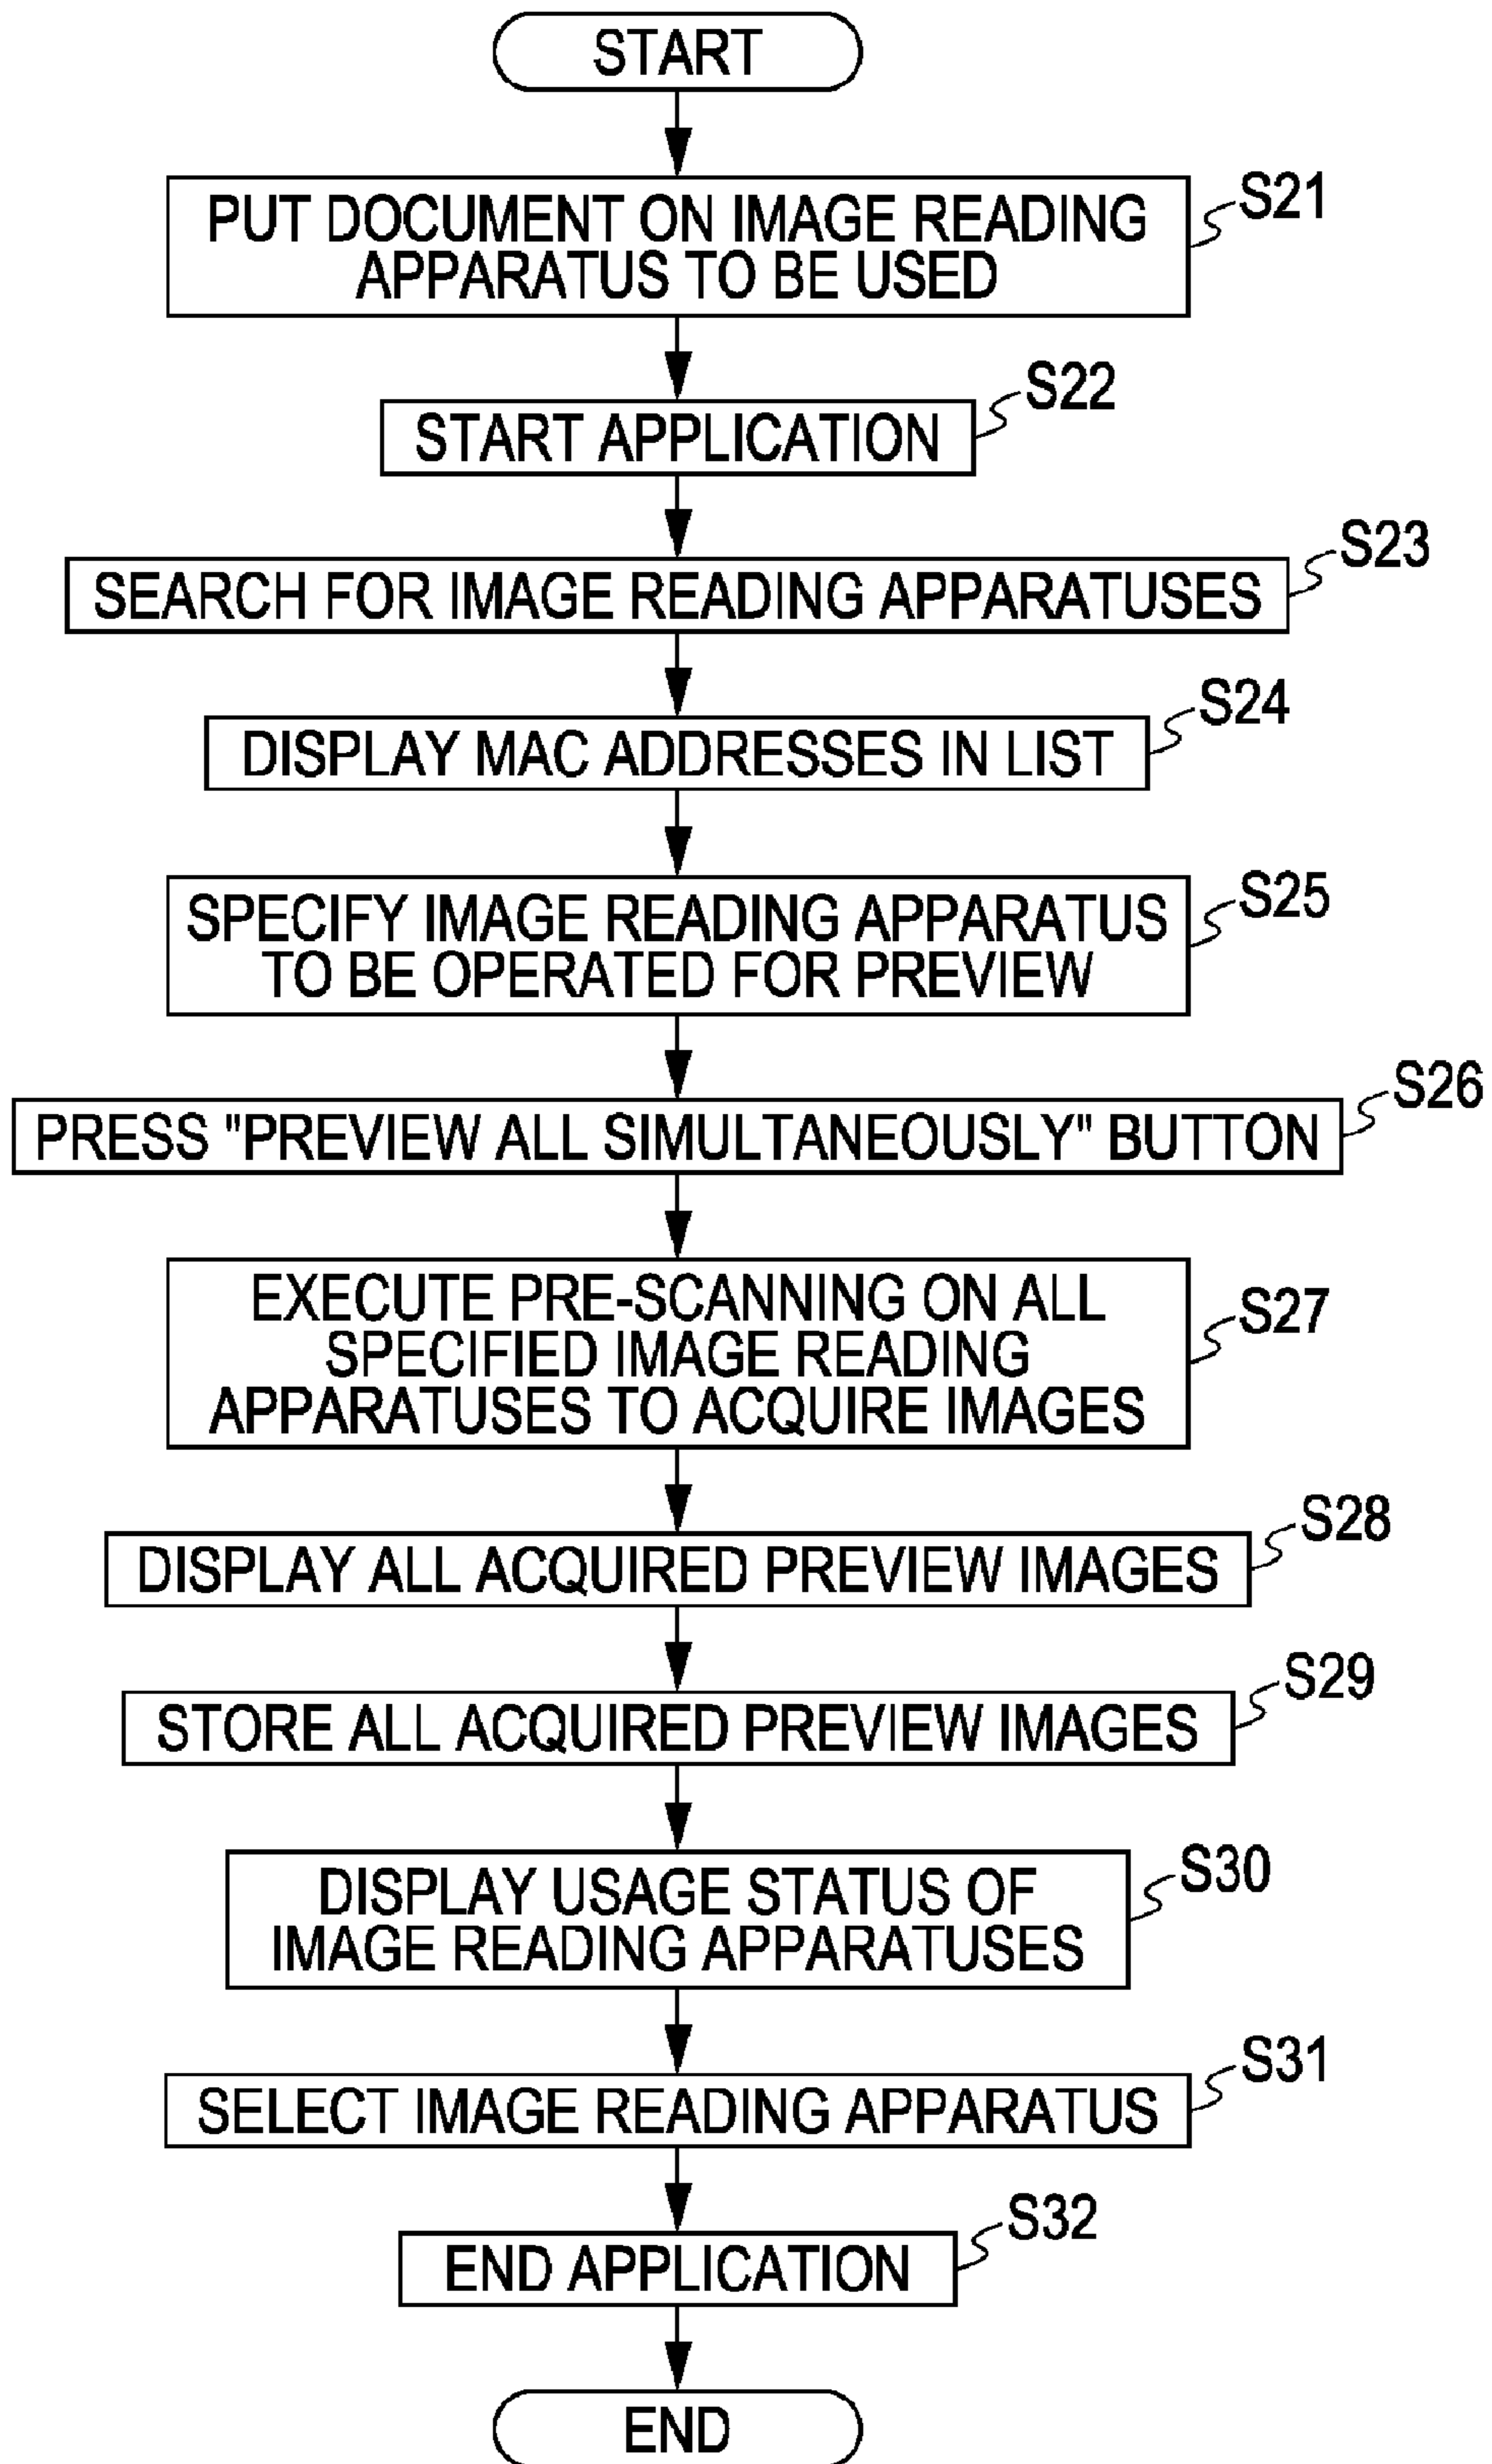 START
S21
PUT DOCUMENT ON IMAGE READING
APPARATUS TO BE USED
S22
START APPLICATION
S23
SEARCH FOR IMAGE READING APPARATUSES
S24
DISPLAY MAC ADDRESSES IN LIST
S25
SPECIFY IMAGE READING APPARATUS
TO BE OPERATED FOR PREVIEW
S26
PRESS "PREVIEW ALL SIMULTANEOUSLY" BUTTON
S27
EXECUTE PRE-SCANNING ON ALL
SPECIFIED IMAGE READING
APPARATUSES TO ACQUIRE IMAGES
S28
DISPLAY ALL ACQUIRED PREVIEW IMAGES
S29
STORE ALL ACQUIRED PREVIEW IMAGES
S30
DISPLAY USAGE STATUS OF
IMAGE READING APPARATUSES
S31
SELECT IMAGE READING APPARATUS
S32
END APPLICATION
END